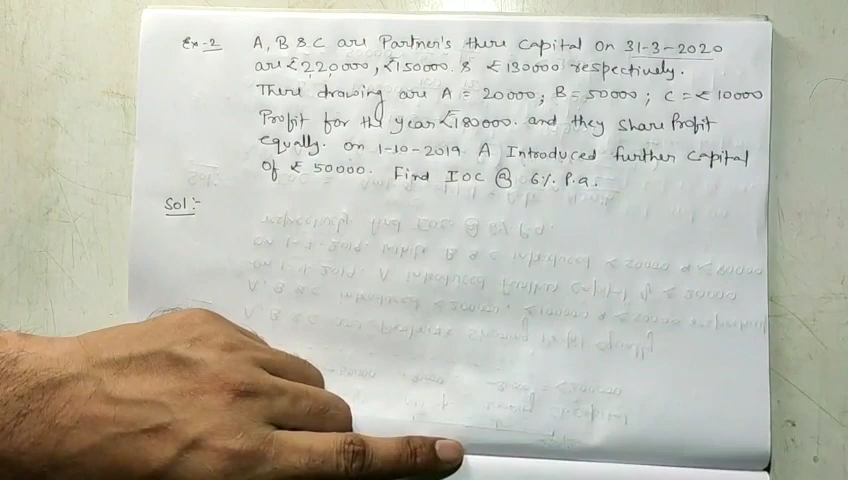 Ex-2 A, B & C are Partner's there capital on 31-3-2020
are ₹2,20,000, ₹150000 & ₹130000 respectively.
There drawing are A = 20000; B = 50000; C = ₹10000
Profit for the year ₹180000. and they share Profit
equally. on 1-10-2019 A Introduced further capital
of ₹50000. Find IOC @ 6% P.a.
Sol:-